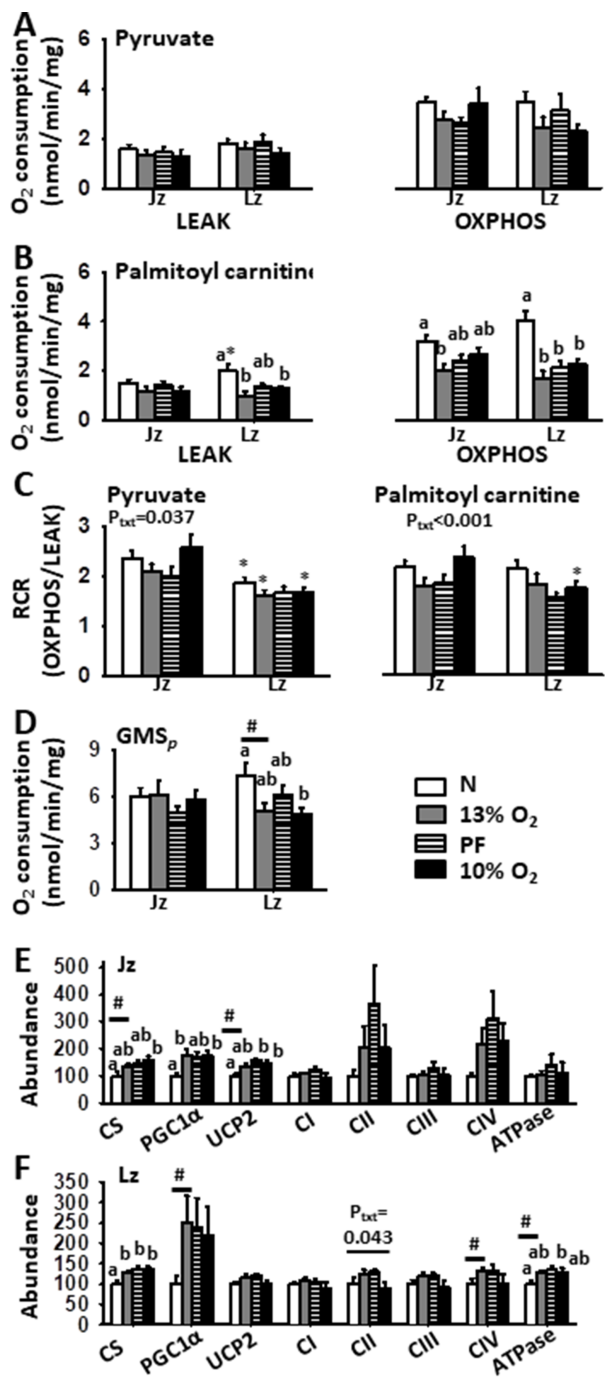 A
Pyruvate
O₂ consumption
(nmol/min/mg)
6
4
2
0
Jz
Lz
LEAK
Jz
Lz
OXPHOS
B
Palmitoyl carnitine
O₂ consumption
(nmol/min/mg)
6
4
2
0
a*
b
ab
b
a
b
ab
ab
a
b
b
b
Jz
Lz
LEAK
Jz
Lz
OXPHOS
C
Pyruvate
Ptxt=0.037
Palmitoyl carnitine
Ptxt<0.001
RCR
(OXPHOS/LEAK)
3
2
1
0
*
*
*
*
Jz
Lz
Jz
Lz
D
GMSp
O₂ consumption
(nmol/min/mg)
9
6
3
0
#
a
ab
ab
b
Jz
Lz
N
13% O₂
PF
10% O₂
E
Jz
Abundance
500
400
300
200
100
0
#
a
ab
ab
b
a
b
ab
b
#
a
ab
b
b
CS
PGC1α
UCP2
CI
CII
CIII
CIV
ATPase
F
Lz
Abundance
350
300
250
200
150
100
50
0
a
b
b
b
#
Ptxt=
0.043
#
#
a
ab
b
ab
CS
PGC1α
UCP2
CI
CII
CIII
CIV
ATPase